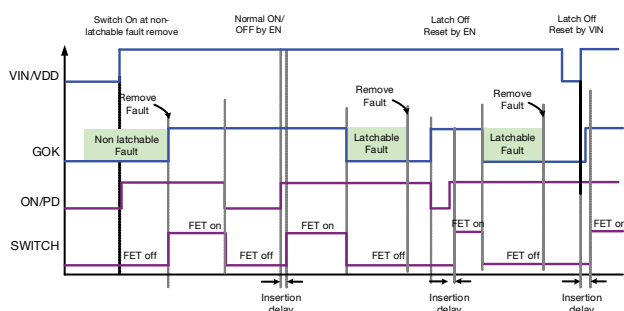 Switch On at non-
latchable fault remove
Normal ON/
OFF by EN
Latch Off
Reset by EN
Latch Off
Reset by VIN
VIN/VDD
Remove
Fault
Remove
Fault
Remove
Fault
Non latchable
Fault
Latchable
Fault
Latchable
Fault
GOK
ON/PD
FET on
FET on
FET on
FET on
SWITCH
FET off
FET off
FET off
FET off
Insertion
delay
Insertion
delay
Insertion
delay